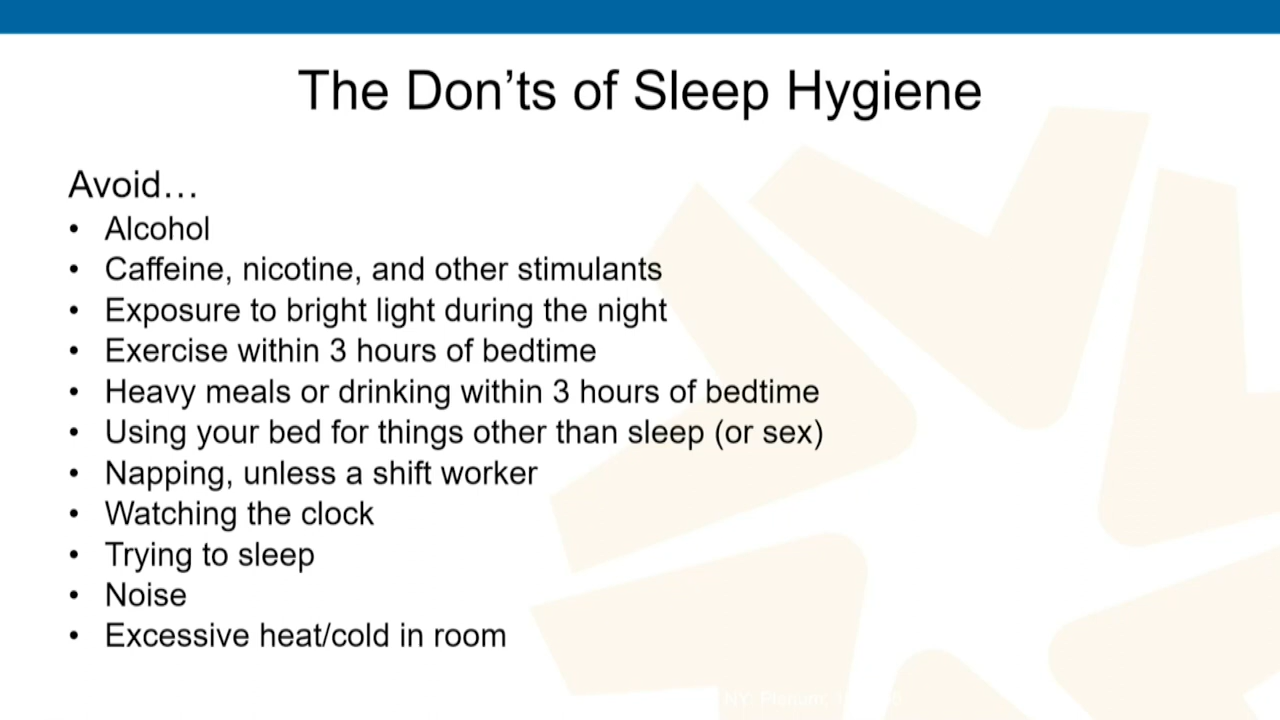 The Don’ts of Sleep Hygiene
Avoid…
• Alcohol
• Caffeine, nicotine, and other stimulants
• Exposure to bright light during the night
• Exercise within 3 hours of bedtime
• Heavy meals or drinking within 3 hours of bedtime
• Using your bed for things other than sleep (or sex)
• Napping, unless a shift worker
• Watching the clock
• Trying to sleep
• Noise
• Excessive heat/cold in room
NY: